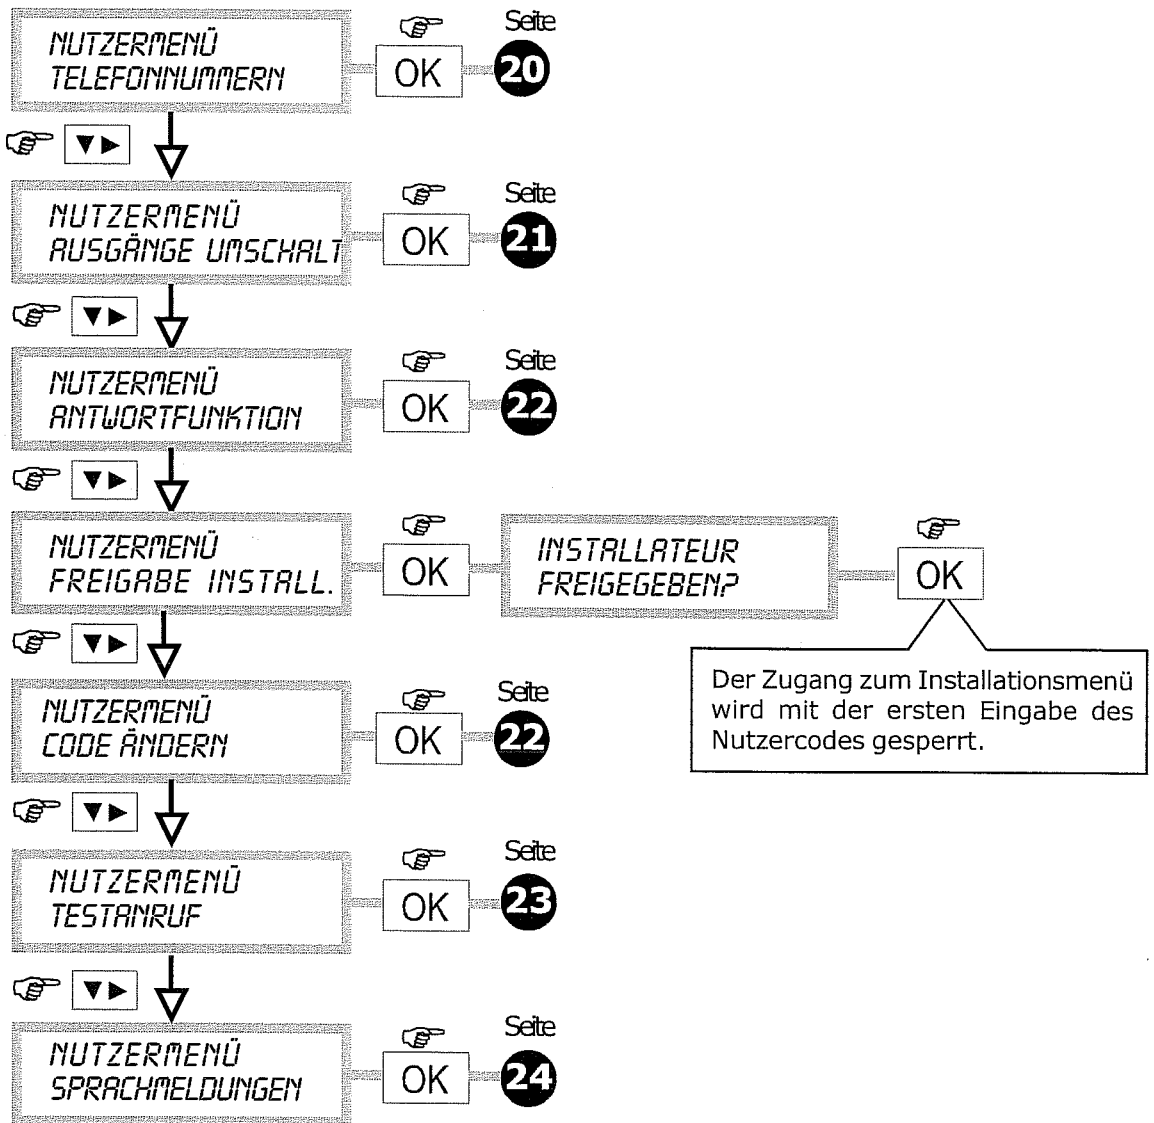 NUTZERMENÜ
TELEFONNUMMERN
OK
Seite
20
NUTZERMENÜ
AUSGÄNGE UMSCHALT
OK
Seite
21
NUTZERMENÜ
ANTWORTFUNKTION
OK
Seite
22
NUTZERMENÜ
FREIGABE INSTALL.
OK
INSTALLATEUR
FREIGEGEBEN?
OK
Der Zugang zum Installationsmenü
wird mit der ersten Eingabe des
Nutzercodes gesperrt.
NUTZERMENÜ
CODE ÄNDERN
OK
Seite
22
NUTZERMENÜ
TESTANRUF
OK
Seite
23
NUTZERMENÜ
SPRACHMELDUNGEN
OK
Seite
24